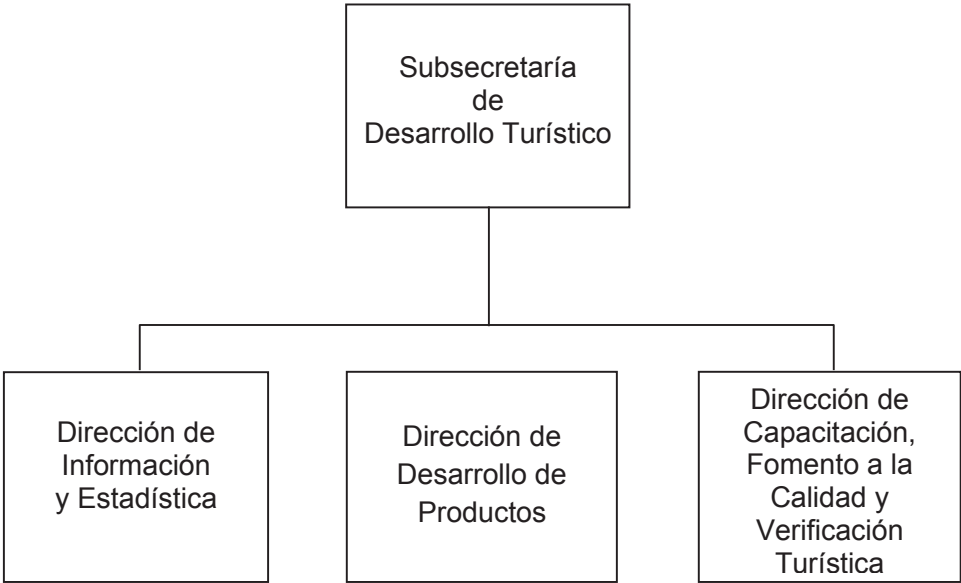 Subsecretaría
de
Desarrollo Turístico
Dirección de
Información
y Estadística
Dirección de
Desarrollo de
Productos
Dirección de
Capacitación,
Fomento a la
Calidad y
Verificación
Turística